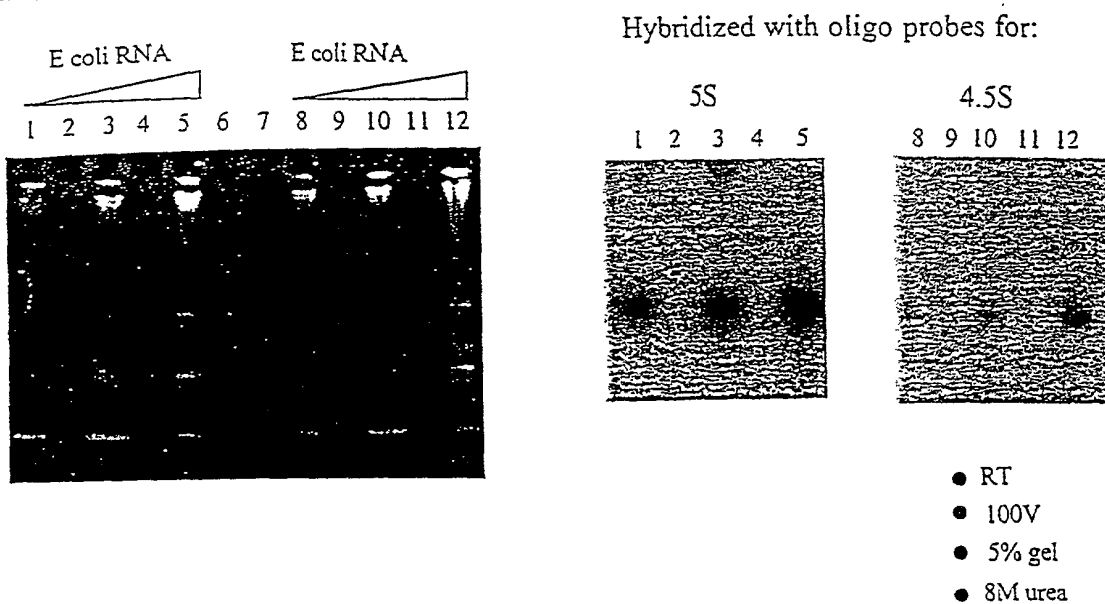 Hybridized with oligo probes for:
E coli RNA
E coli RNA
5S
4.5S
1 2 3 4 5 6 7 8 9 10 11 12
1 2 3 4 5
8 9 10 11 12
● RT
● 100V
● 5% gel
● 8M urea